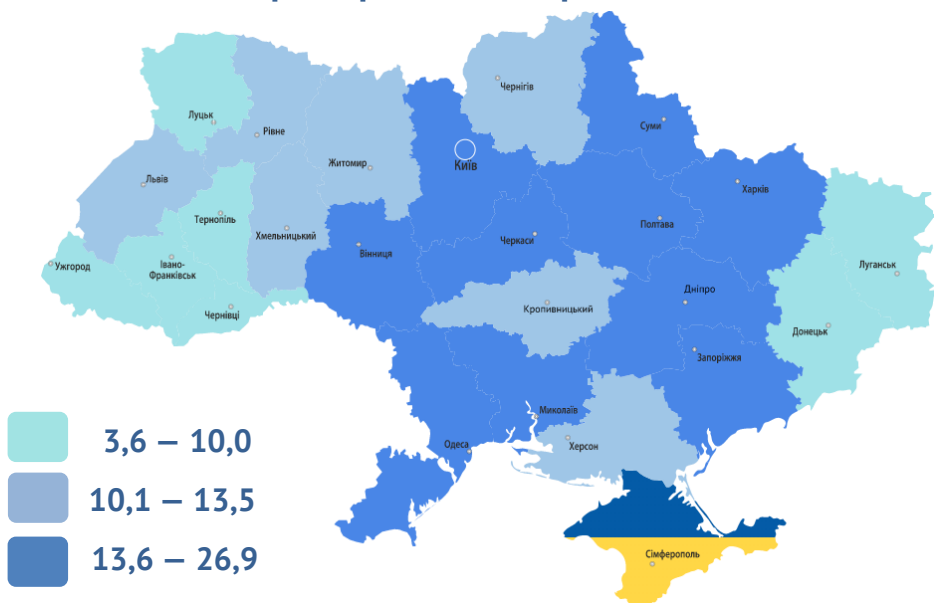 Чернігів
Луцьк
Рівне
Суми
Житомир
Київ
Львів
Харків
Тернопіль
Хмельницький
Черкаси
Полтава
Вінниця
Ужгород
Івано-
Франківськ
Луганськ
Чернівці
Кропивницький
Дніпро
Донецьк
Запоріжжя
Миколаїв
Одеса
Херсон
Сімферополь
3,6 — 10,0
10,1 — 13,5
13,6 — 26,9